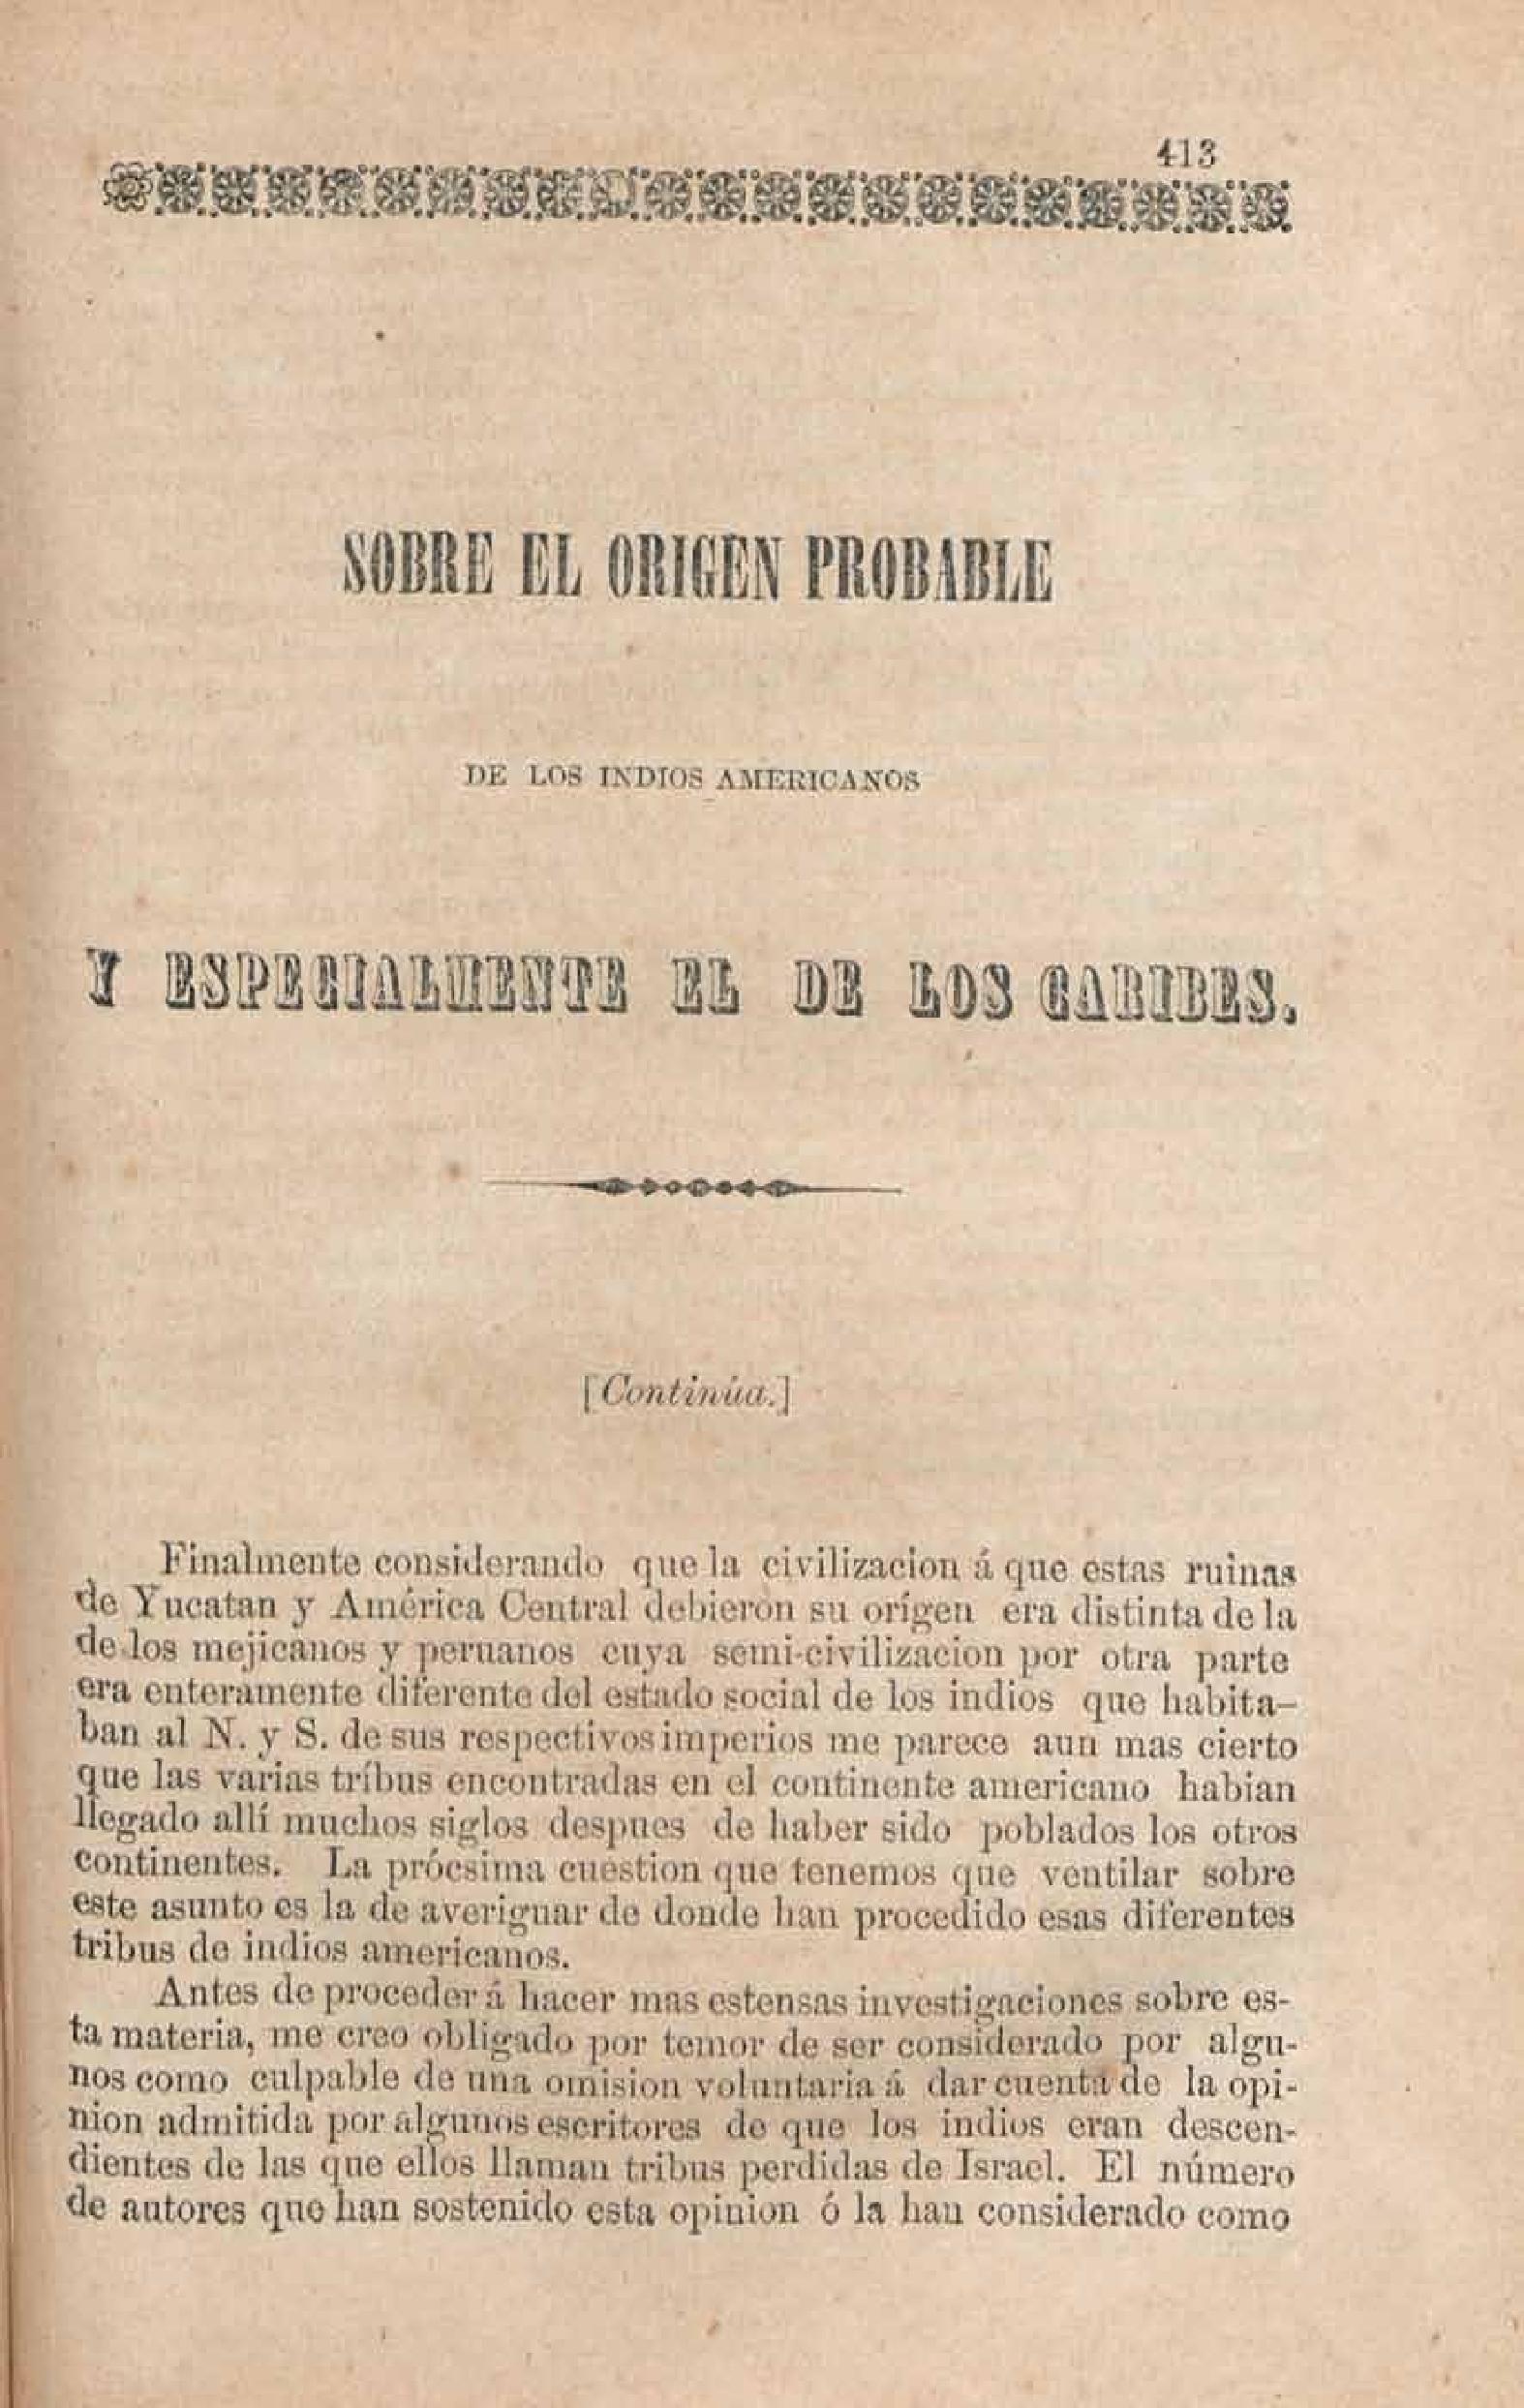 413
SOBRE EL ORIGEN PROBABLE
DE LOS INDIOS AMERICANOS
Y ESPECIALMENTE EL DE LOS CARIBES.
[Continúa.]
Finalmente considerando que la civilizacion á que estas ruinas
de Yucatan y América Central debieron su orígen era distinta de la
de los mejicanos y peruanos cuya semi-civilizacion por otra parte
era enteramente diferente del estado social de los indios que habita-
ban al N. y S. de sus respectivos imperios me parece aun mas cierto
que las varias tríbus encontradas en el continente americano habian
llegado allí muchos siglos despues de haber sido poblados los otros
continentes. La prócsima cuestion que tenemos que ventilar sobre
este asunto es la de averiguar de donde han procedido esas diferentes
tribus de indios americanos.
Antes de proceder á hacer mas estensas investigaciones sobre es-
ta materia, me creo obligado por temor de ser considerado por algu-
nos como culpable de una omision voluntaria á dar cuenta de la opi-
nion admitida por algunos escritores de que los indios eran descen-
dientes de las que ellos llaman tribus perdidas de Israel. El número
de autores que han sostenido esta opinion ó la han considerado como